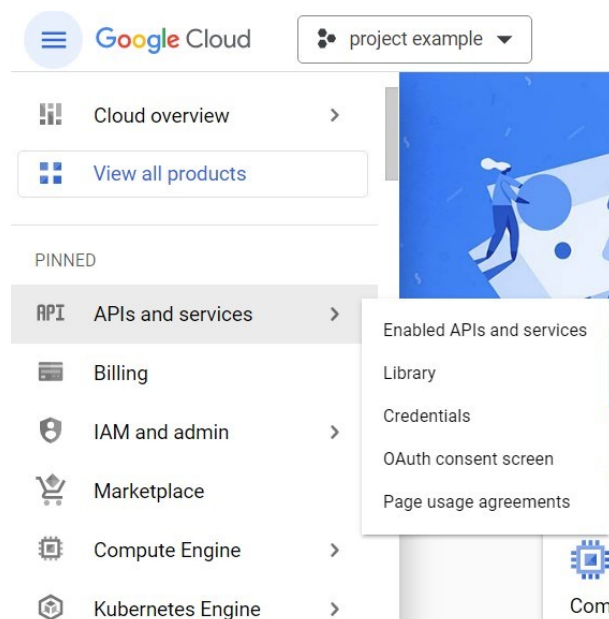 Google Cloud
project example
Cloud overview
View all products
PINNED
API APIs and services
Billing
IAM and admin
Marketplace
Compute Engine
Kubernetes Engine
Enabled APIs and services
Library
Credentials
OAuth consent screen
Page usage agreements
Com